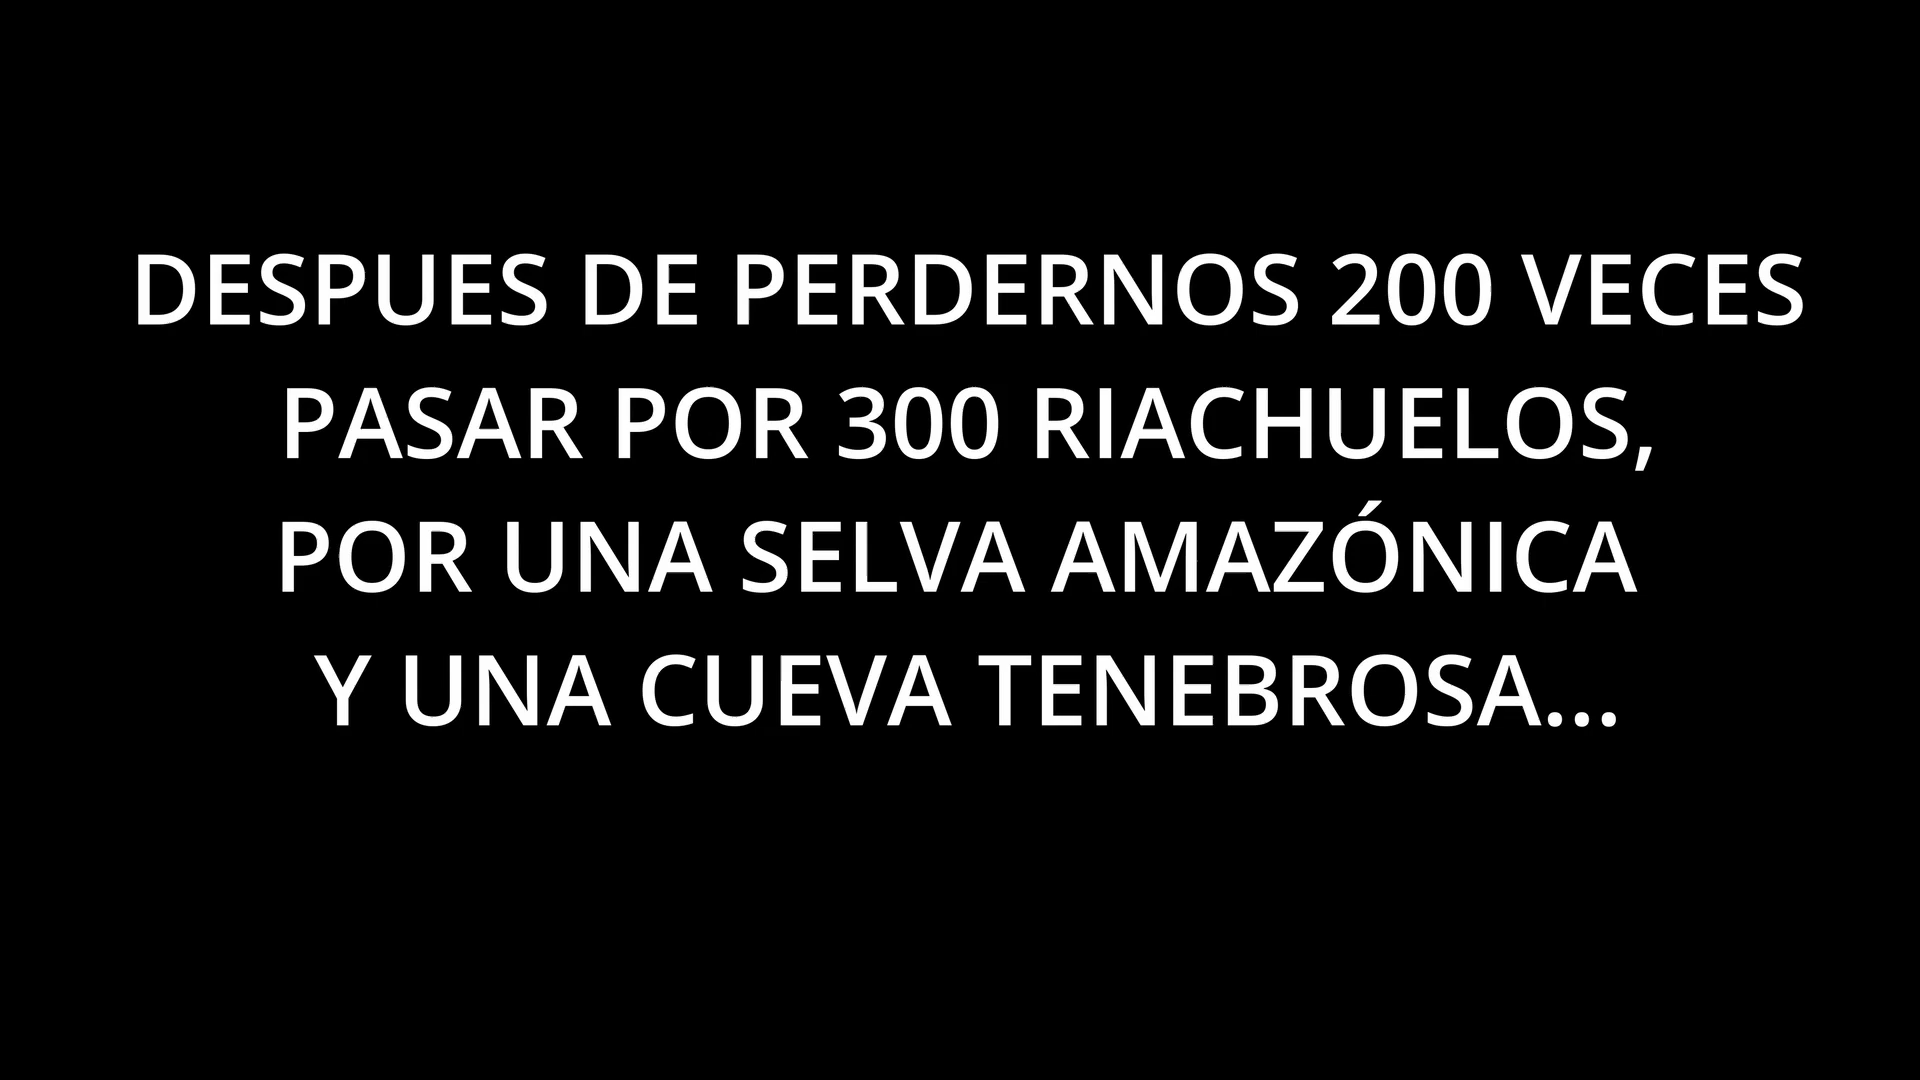 DESPUES DE PERDERNOS 200 VECES
PASAR POR 300 RIACHUELOS,
POR UNA SELVA AMAZÓNICA
Y UNA CUEVA TENEBROSA...